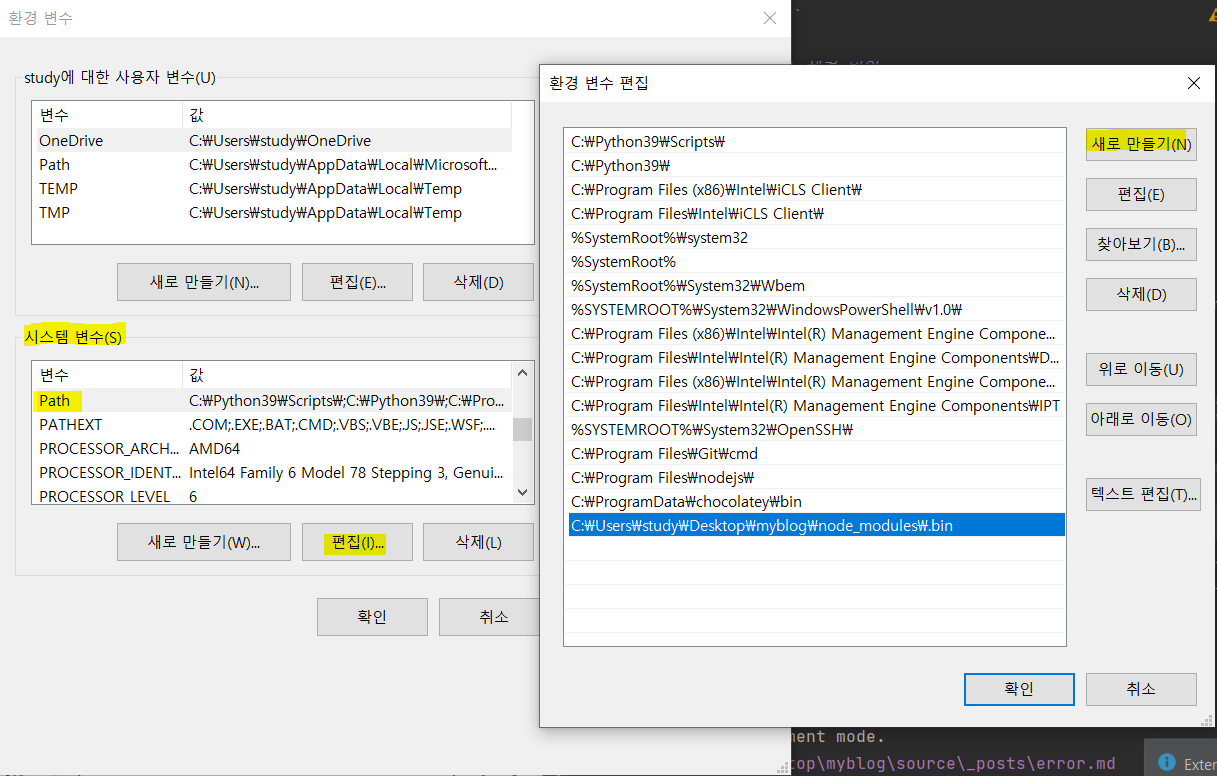 환경 변수
study에 대한 사용자 변수(U)
변수 값
OneDrive C:₩Users₩study₩OneDrive
Path C:₩Users₩study₩AppData₩Local₩Microsoft...
TEMP C:₩Users₩study₩AppData₩Local₩Temp
TMP C:₩Users₩study₩AppData₩Local₩Temp
새로 만들기(N)... 편집(E)... 삭제(D)
시스템 변수(S)
변수 값
Path C:₩Python39₩Scripts₩;C:₩Python39₩;C:₩Pro...
PATHEXT .COM;.EXE;.BAT;.CMD;.VBS;.VBE;.JS;.JSE;.WSF;....
PROCESSOR_ARCH... AMD64
PROCESSOR_IDENT... Intel64 Family 6 Model 78 Stepping 3, Genui...
PROCESSOR_LEVEL 6
새로 만들기(W)... 편집(I)... 삭제(L)
확인 취소
환경 변수 편집
C:₩Python39₩Scripts₩
C:₩Python39₩
C:₩Program Files (x86)₩Intel₩iCLS Client₩
C:₩Program Files₩Intel₩iCLS Client₩
%SystemRoot%₩system32
%SystemRoot%
%SystemRoot%₩System32₩Wbem
%SYSTEMROOT%₩System32₩WindowsPowerShell₩v1.0₩
C:₩Program Files (x86)₩Intel₩Intel(R) Management Engine Compone...
C:₩Program Files₩Intel₩Intel(R) Management Engine Components₩D...
C:₩Program Files (x86)₩Intel₩Intel(R) Management Engine Compone...
C:₩Program Files₩Intel₩Intel(R) Management Engine Components₩IPT
%SYSTEMROOT%₩System32₩OpenSSH₩
C:₩Program Files₩Git₩cmd
C:₩Program Files₩nodejs₩
C:₩ProgramData₩chocolatey₩bin
C:₩Users₩study₩Desktop₩myblog₩node_modules₩.bin
새로 만들기(N)
편집(E)
찾아보기(B)...
삭제(D)
위로 이동(U)
아래로 이동(O)
텍스트 편집(T)...
확인 취소
ment mode.
top\myblog\source\_posts\error.md
Exter